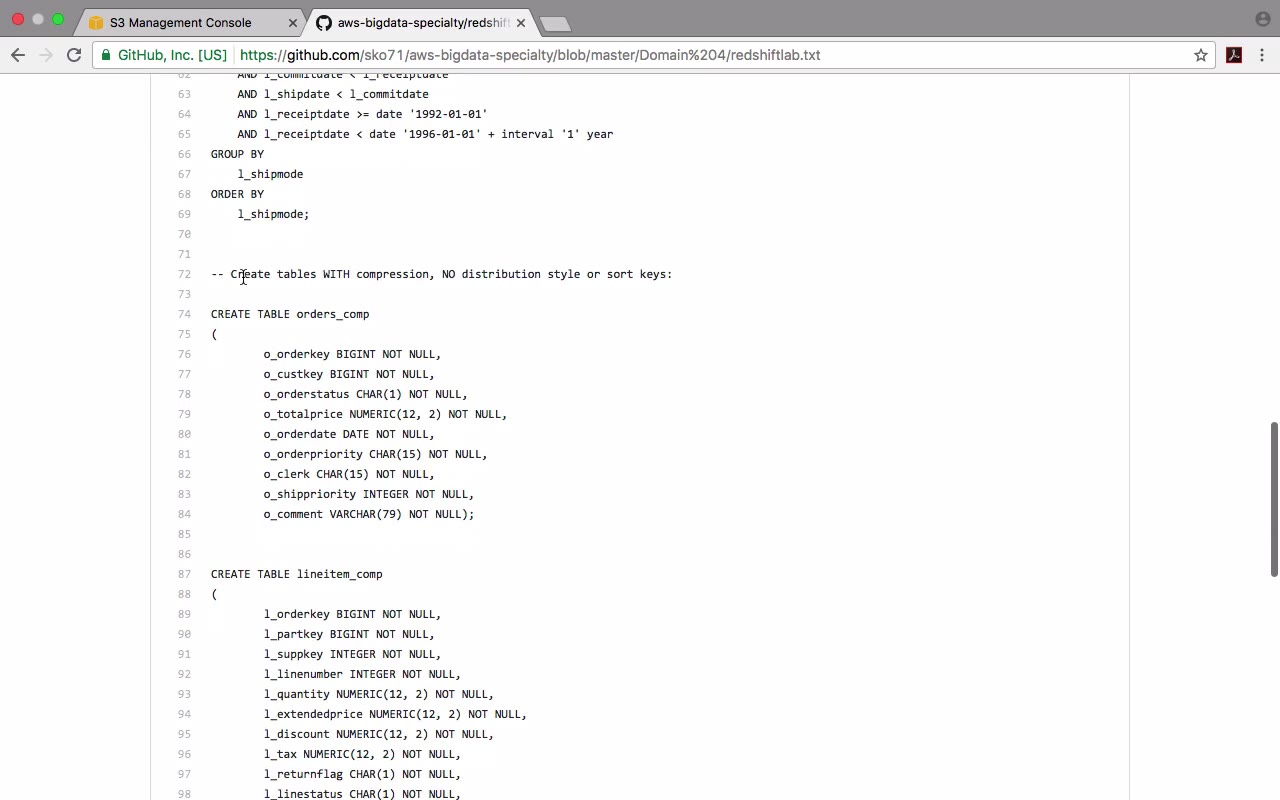 S3 Management Console
aws-bigdata-specialty/redshift
GitHub, Inc. [US] https://github.com/sko71/aws-bigdata-specialty/blob/master/Domain%204/redshiftlab.txt
62 AND l_commitdate < l_receiptdate
63 AND l_shipdate < l_commitdate
64 AND l_receiptdate >= date '1992-01-01'
65 AND l_receiptdate < date '1996-01-01' + interval '1' year
66 GROUP BY
67 l_shipmode
68 ORDER BY
69 l_shipmode;
70
71
72 -- Create tables WITH compression, NO distribution style or sort keys:
73
74 CREATE TABLE orders_comp
75 (
76 o_orderkey BIGINT NOT NULL,
77 o_custkey BIGINT NOT NULL,
78 o_orderstatus CHAR(1) NOT NULL,
79 o_totalprice NUMERIC(12, 2) NOT NULL,
80 o_orderdate DATE NOT NULL,
81 o_orderpriority CHAR(15) NOT NULL,
82 o_clerk CHAR(15) NOT NULL,
83 o_shippriority INTEGER NOT NULL,
84 o_comment VARCHAR(79) NOT NULL);
85
86
87 CREATE TABLE lineitem_comp
88 (
89 l_orderkey BIGINT NOT NULL,
90 l_partkey BIGINT NOT NULL,
91 l_suppkey INTEGER NOT NULL,
92 l_linenumber INTEGER NOT NULL,
93 l_quantity NUMERIC(12, 2) NOT NULL,
94 l_extendedprice NUMERIC(12, 2) NOT NULL,
95 l_discount NUMERIC(12, 2) NOT NULL,
96 l_tax NUMERIC(12, 2) NOT NULL,
97 l_returnflag CHAR(1) NOT NULL,
98 l_linestatus CHAR(1) NOT NULL,